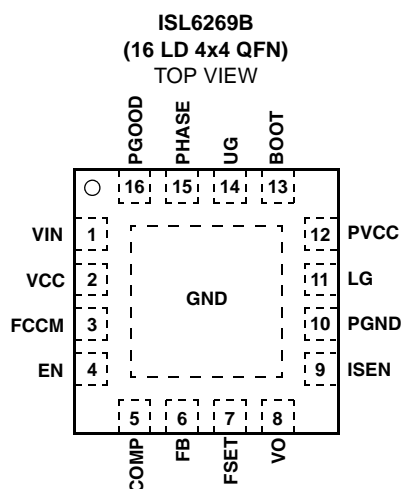 ISL6269B
(16 LD 4x4 QFN)
TOP VIEW
PGOOD
PHASE
UG
BOOT
16
15
14
13
VIN 1
VCC 2
FCCM 3
EN 4
GND
12 PVCC
11 LG
10 PGND
9 ISEN
5
6
7
8
COMP
FB
FSET
VO